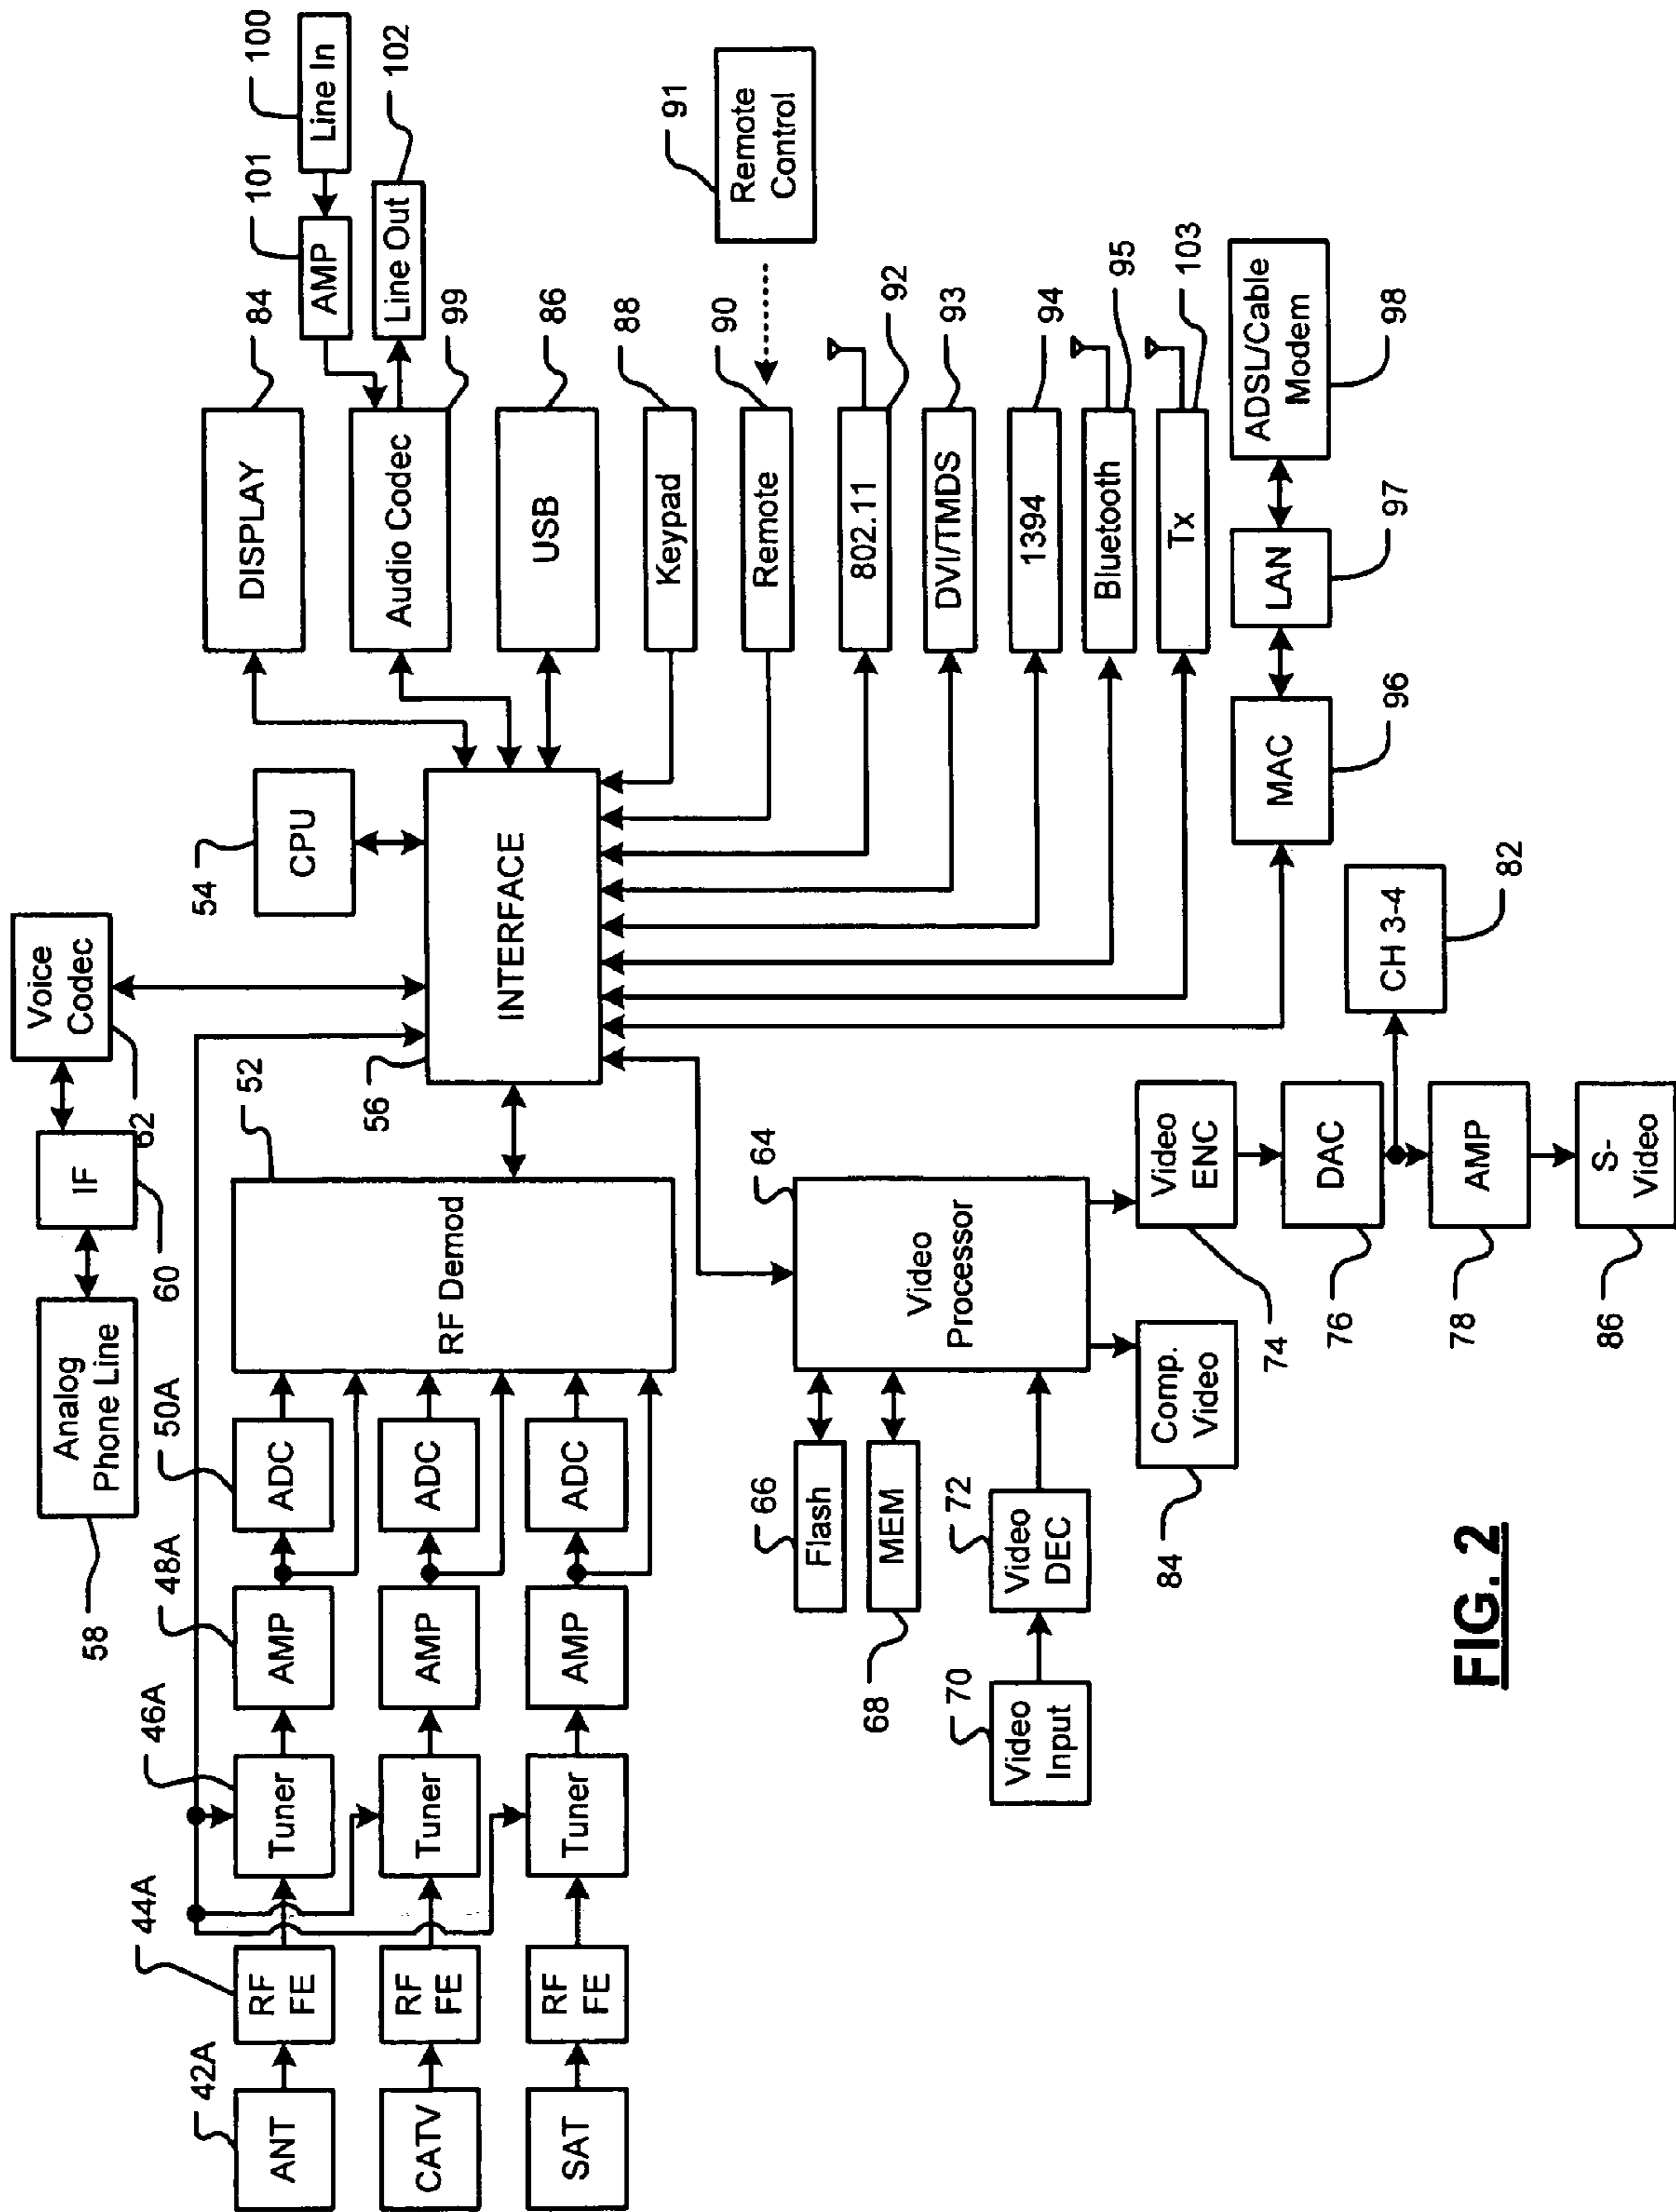 Analog
Phone Line
58
IF
60
Voice
Codec
62
54
CPU
INTERFACE
56
52
RF Demod
42A
44A
46A
48A
50A
ANT
RF
FE
Tuner
AMP
ADC
CATV
RF
FE
Tuner
AMP
ADC
SAT
RF
FE
Tuner
AMP
ADC
DISPLAY
84
Line In
100
AMP
101
Line Out
102
Audio Codec
99
USB
86
Keypad
88
Remote
90
Remote
Control
91
802.11
92
DVI/TMDS
93
1394
94
Bluetooth
95
Tx
103
MAC
96
LAN
97
ADSL/Cable
Modem
98
64
Video
Processor
Flash
66
MEM
68
Video
Input
70
Video
DEC
72
Comp.
Video
84
Video
ENC
74
DAC
76
CH 3-4
82
AMP
78
S-
Video
86
FIG. 2